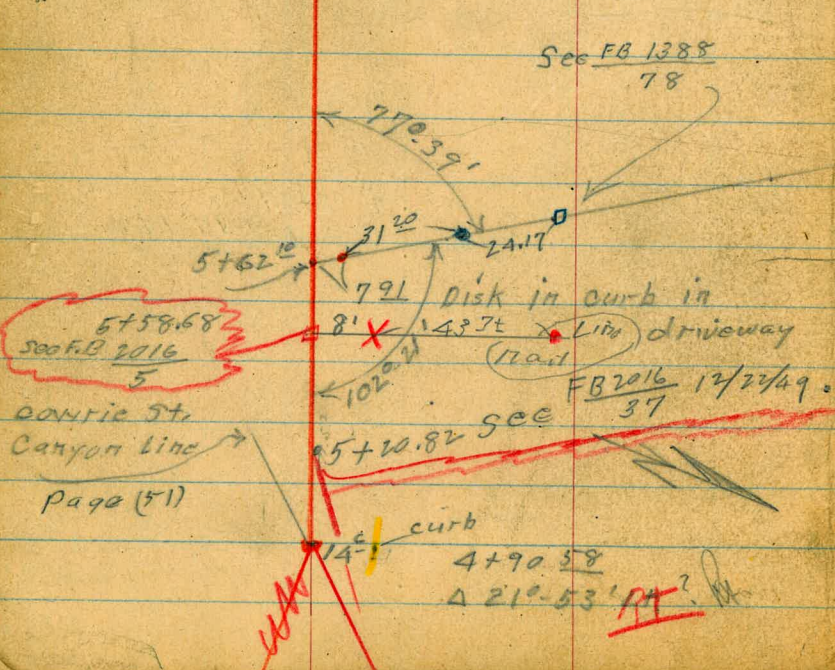 See FB 1388
78
77°.39'
31 20
24.17
5+62 10
7 91
Disk in curb in
driveway
5+58.68
See F.B 2016
5
8'
X
43 7t
Line
(nail)
102°.21'
FB 2016 12/22/49.
37
cowrie St,
Canyon Line
Page (51)
5+20.82 See
curb
14
4+90 58
Δ 21°-53'
PT?